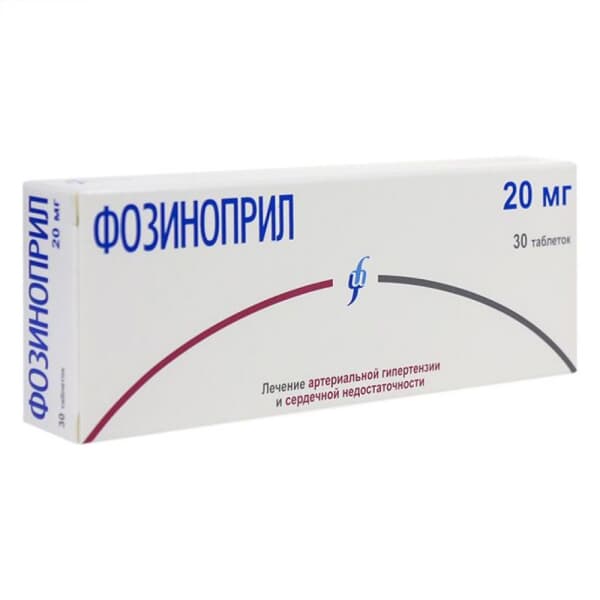 ФОЗИНОПРИЛ
20 мг
30 таблеток
Лечение артериальной гипертензии
и сердечной недостаточности
ФОЗИНОПРИЛ
20 мг
30 таблеток